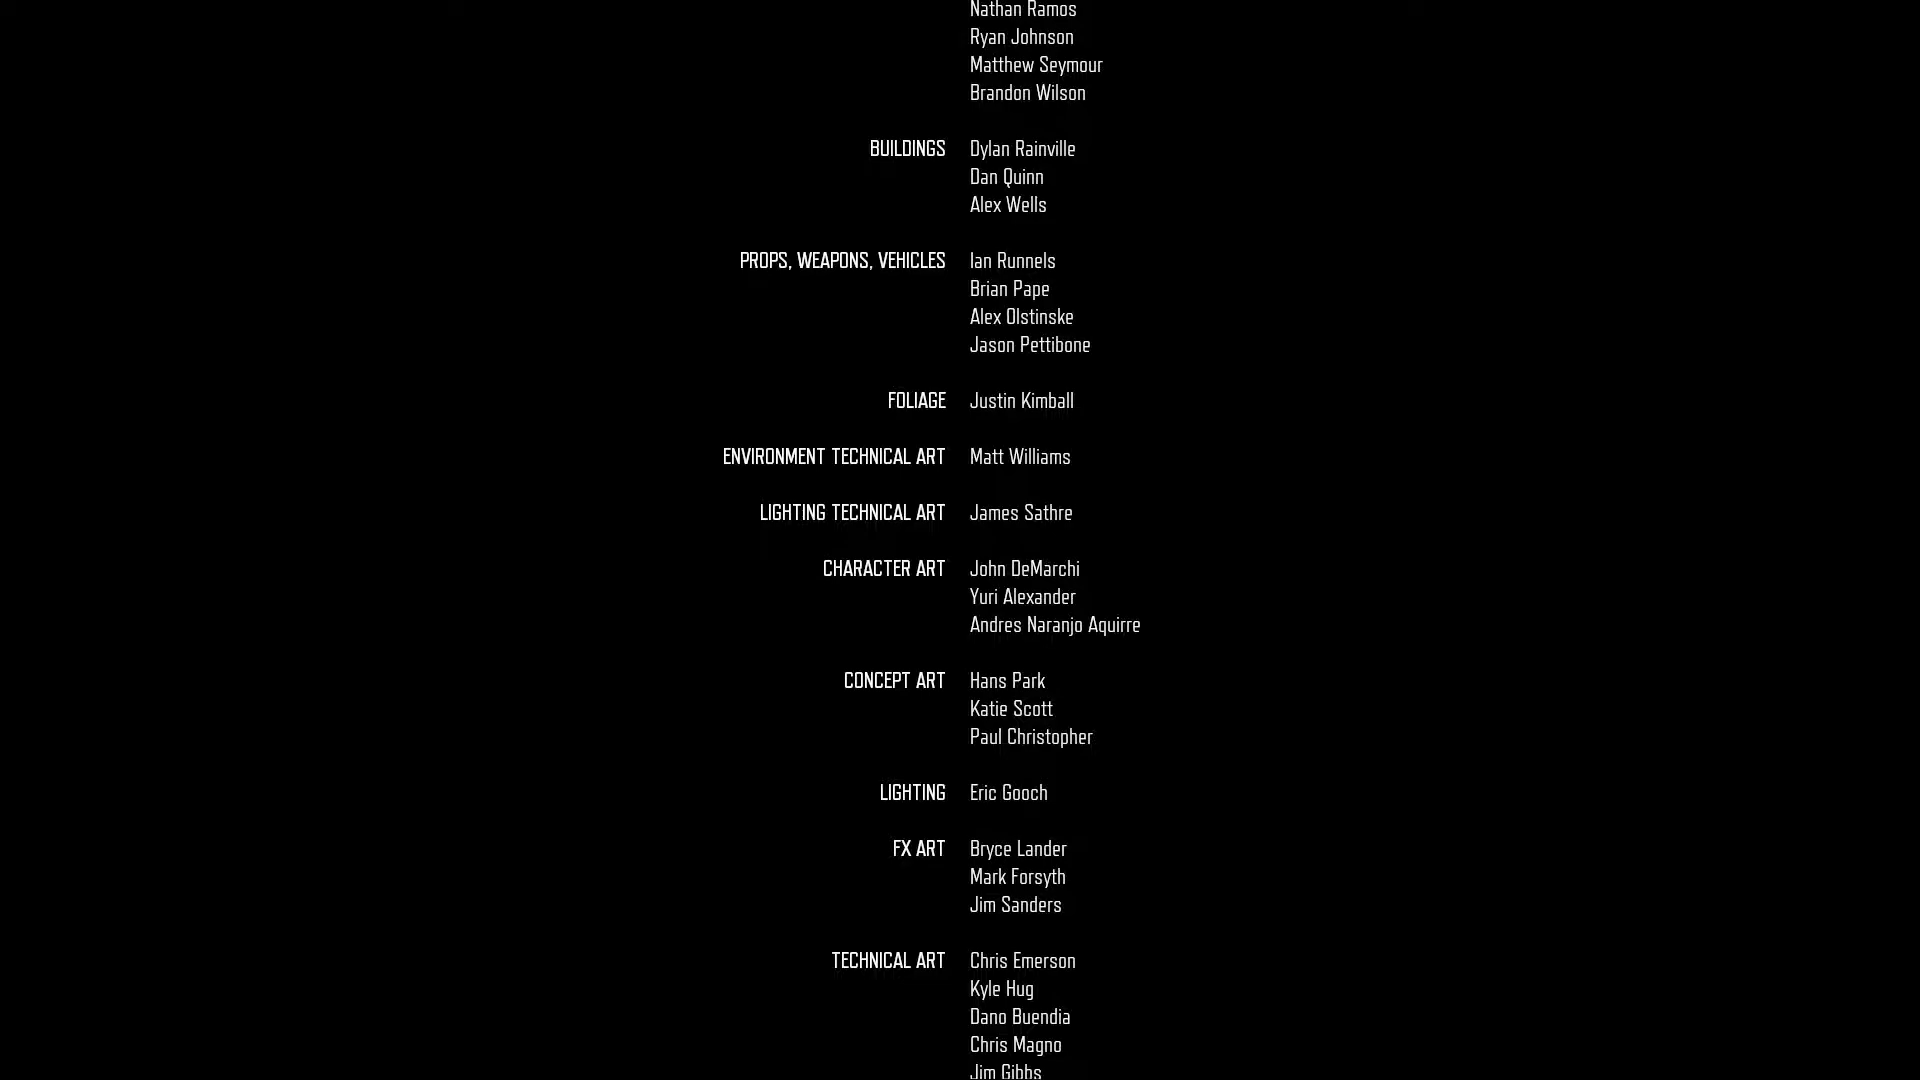 Nathan Ramos
Ryan Johnson
Matthew Seymour
Brandon Wilson
BUILDINGS Dylan Rainville
Dan Quinn
Alex Wells
PROPS, WEAPONS, VEHICLES Ian Runnels
Brian Pape
Alex Olstinske
Jason Pettibone
FOLIAGE Justin Kimball
ENVIRONMENT TECHNICAL ART Matt Williams
LIGHTING TECHNICAL ART James Sathre
CHARACTER ART John DeMarchi
Yuri Alexander
Andres Naranjo Aquirre
CONCEPT ART Hans Park
Katie Scott
Paul Christopher
LIGHTING Eric Gooch
FX ART Bryce Lander
Mark Forsyth
Jim Sanders
TECHNICAL ART Chris Emerson
Kyle Hug
Dano Buendia
Chris Magno
Jim Gibbs